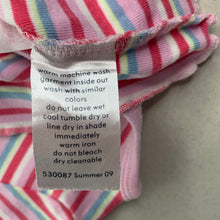 warm machine wash
garment inside out
wash with similar
colors
do not leave wet
cool tumble dry or
line dry in shade
immediately
warm iron
do not bleach
dry cleanable
530087 Summer 09